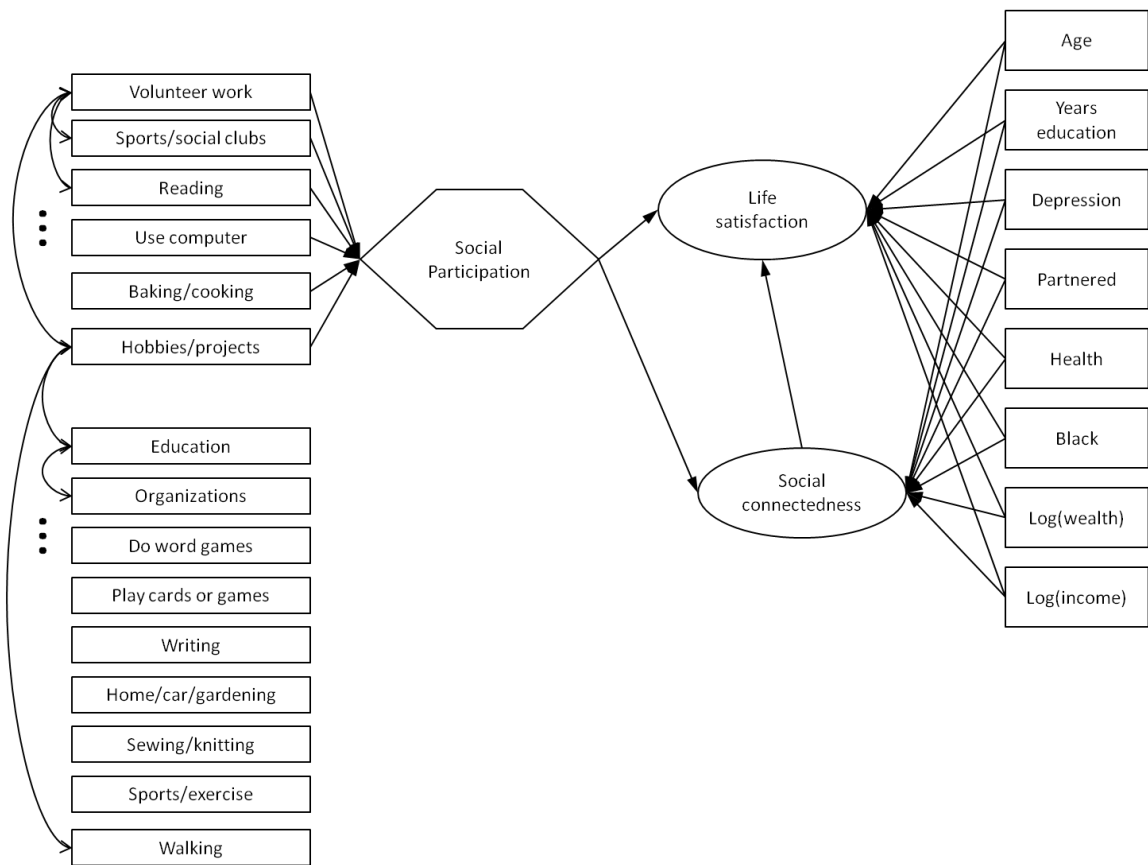 Volunteer work
Sports/social clubs
Reading
Use computer
Baking/cooking
Hobbies/projects
Education
Organizations
Do word games
Play cards or games
Writing
Home/car/gardening
Sewing/knitting
Sports/exercise
Walking
Social
Participation
Life
satisfaction
Social
connectedness
Age
Years
education
Depression
Partnered
Health
Black
Log(wealth)
Log(income)